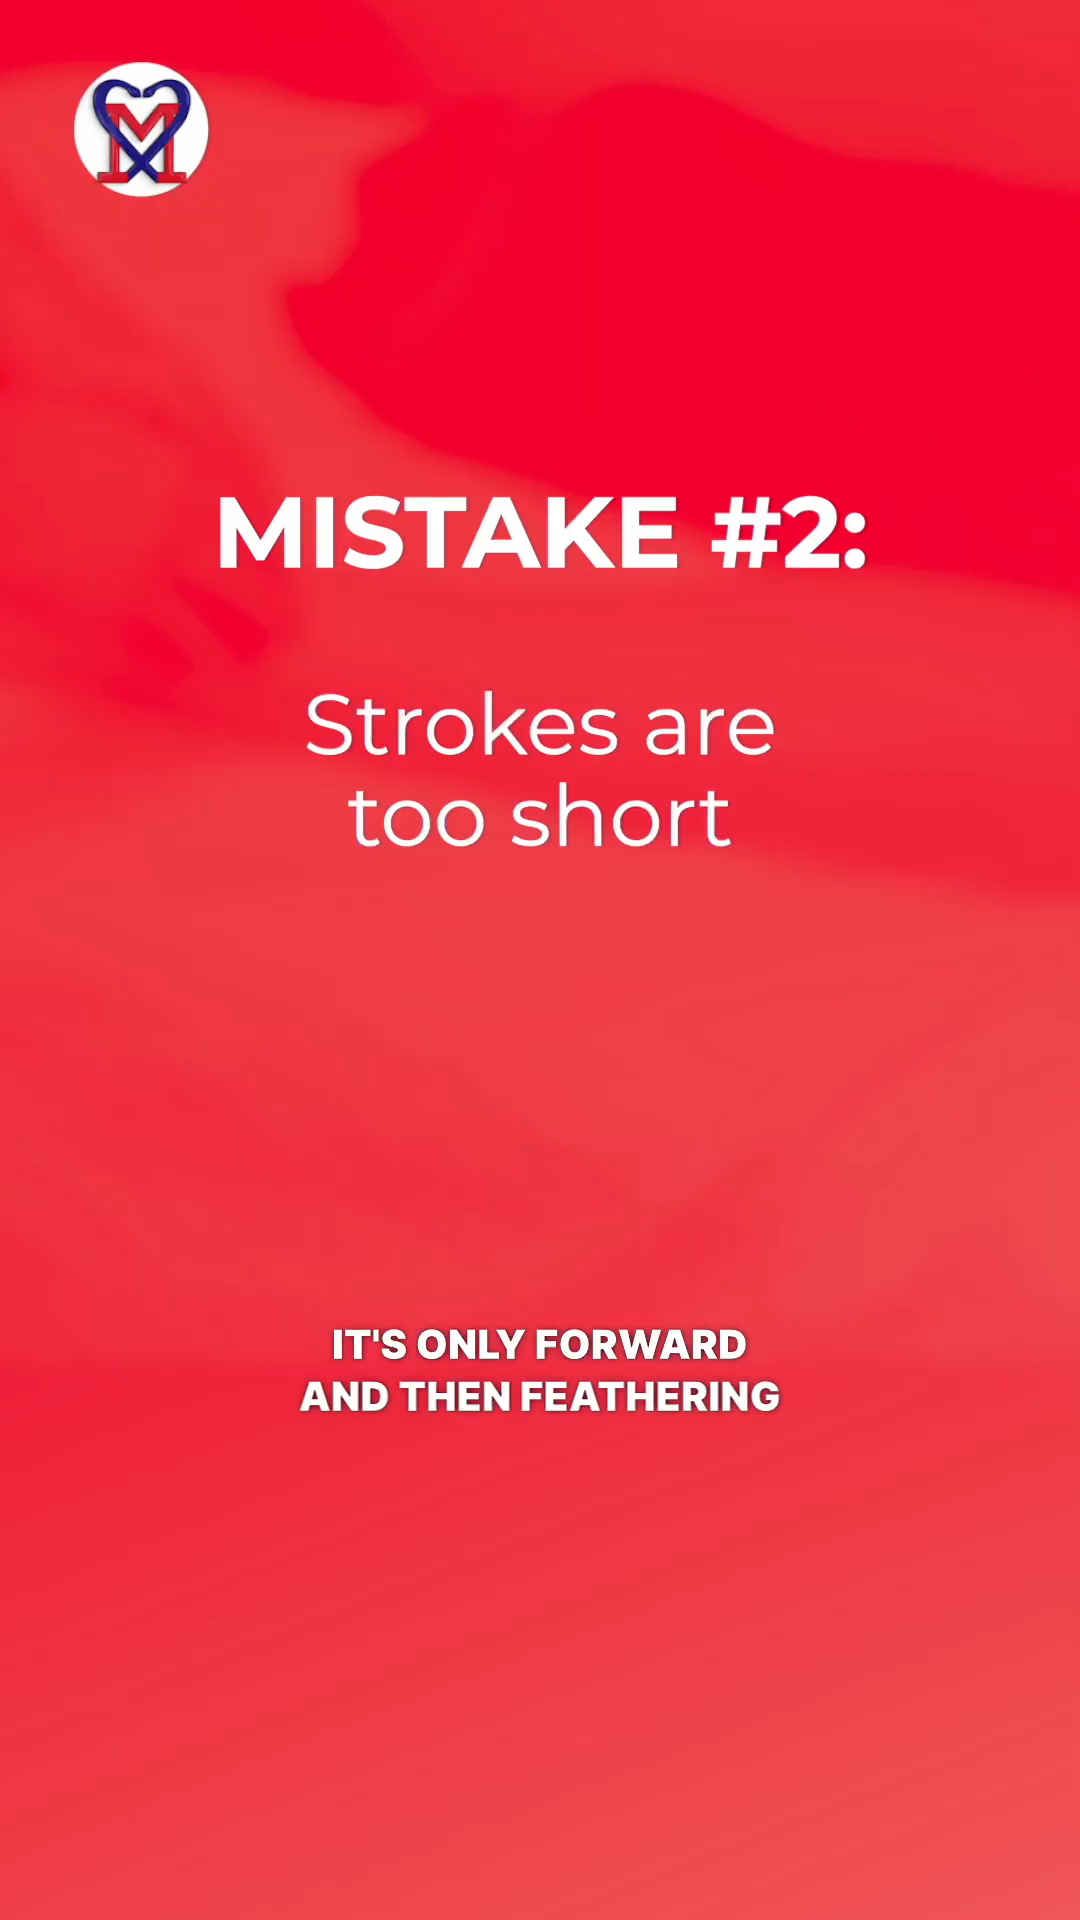 M
MISTAKE #2:
Strokes are
too short
IT'S ONLY FORWARD
AND THEN FEATHERING